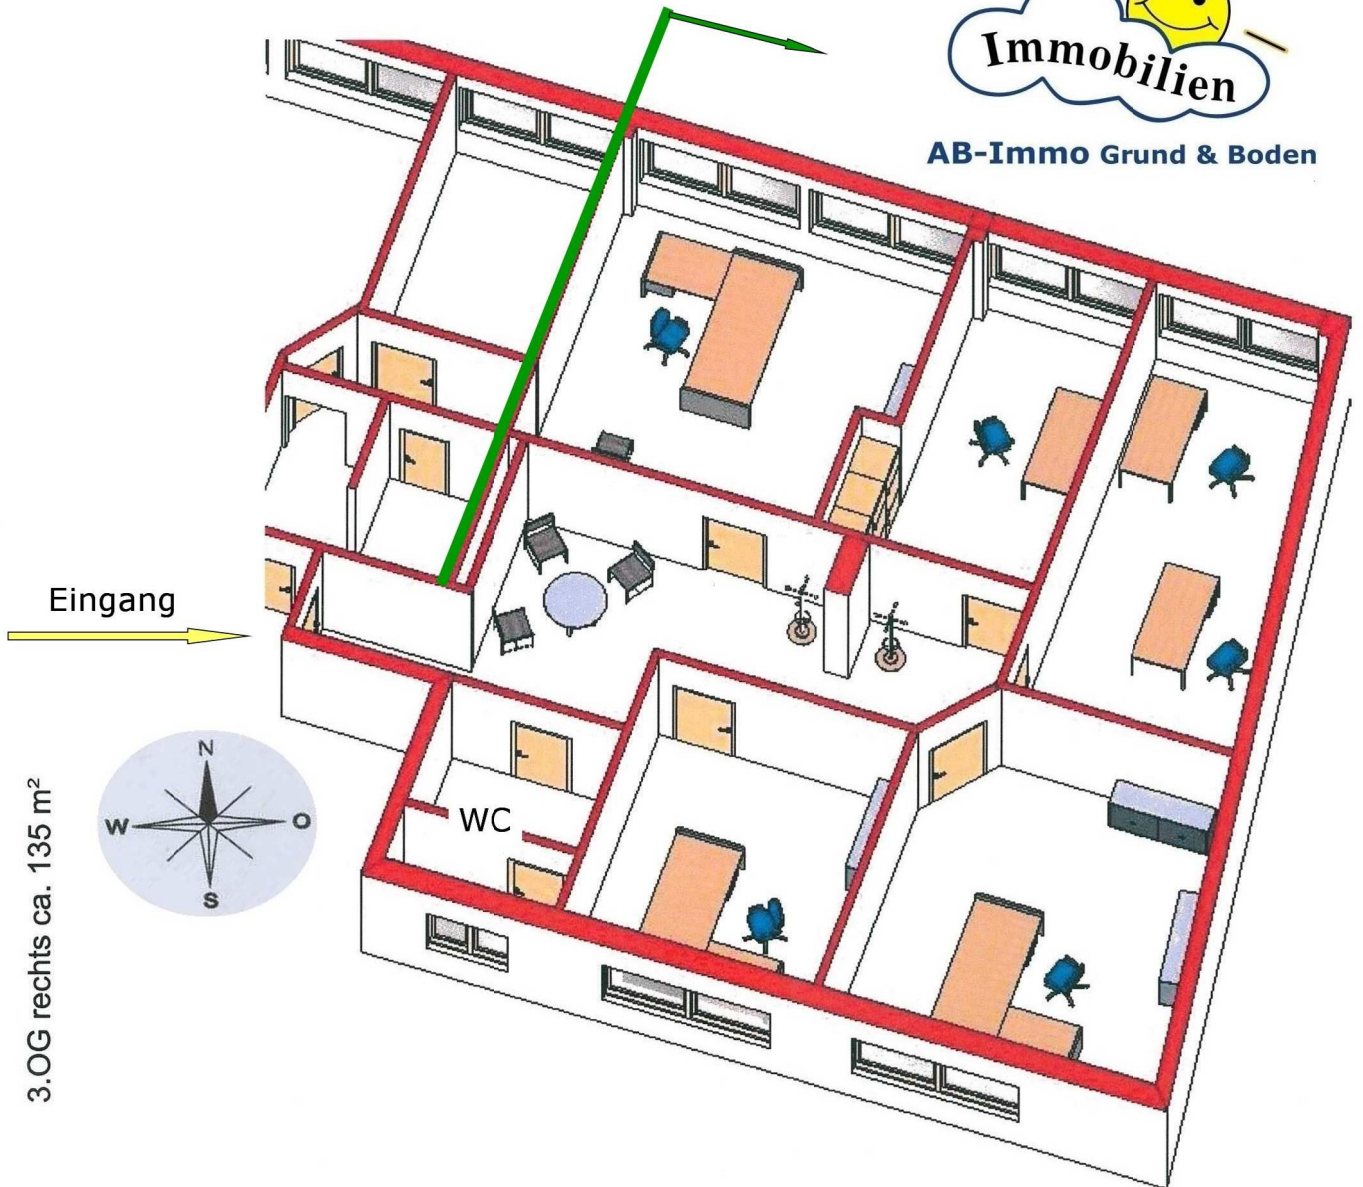 Immobilien
AB-Immo Grund & Boden
Eingang
N
W O
S
WC
3.OG rechts ca. 135 m²